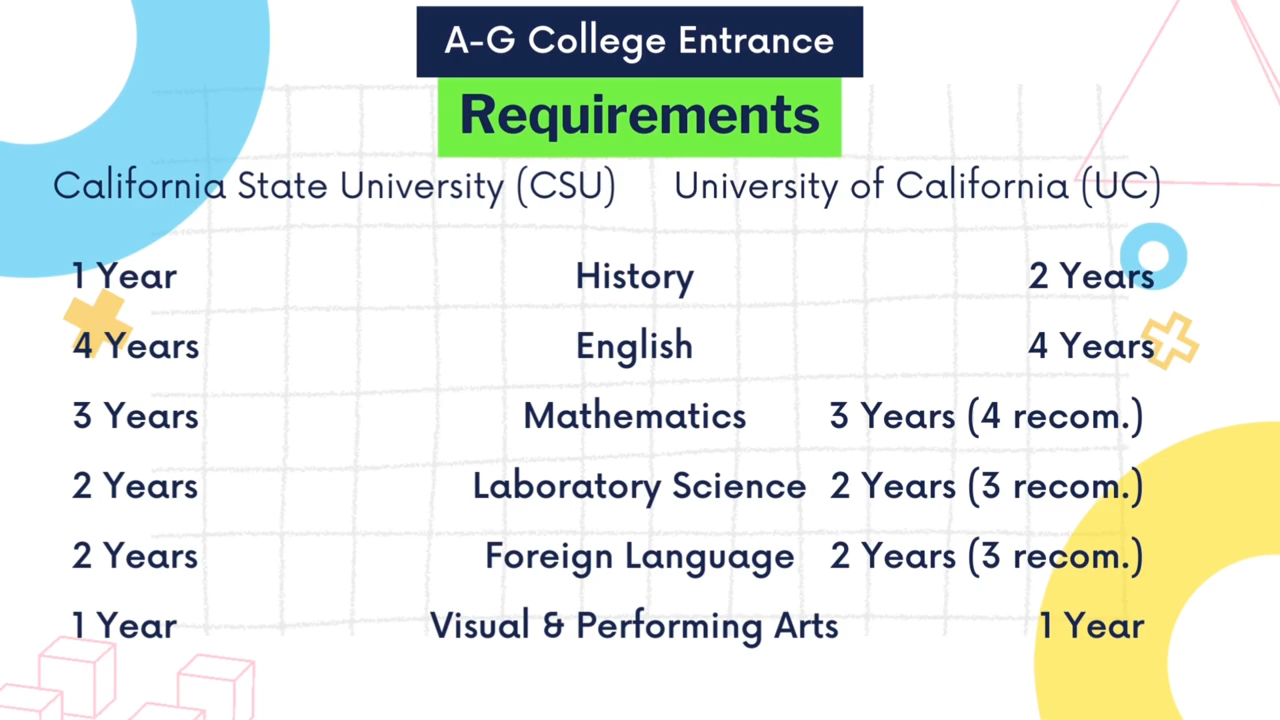 A-G College Entrance
Requirements
California State University (CSU) University of California (UC)
1 Year History 2 Years
4 Years English 4 Years
3 Years Mathematics 3 Years (4 recom.)
2 Years Laboratory Science 2 Years (3 recom.)
2 Years Foreign Language 2 Years (3 recom.)
1 Year Visual & Performing Arts 1 Year